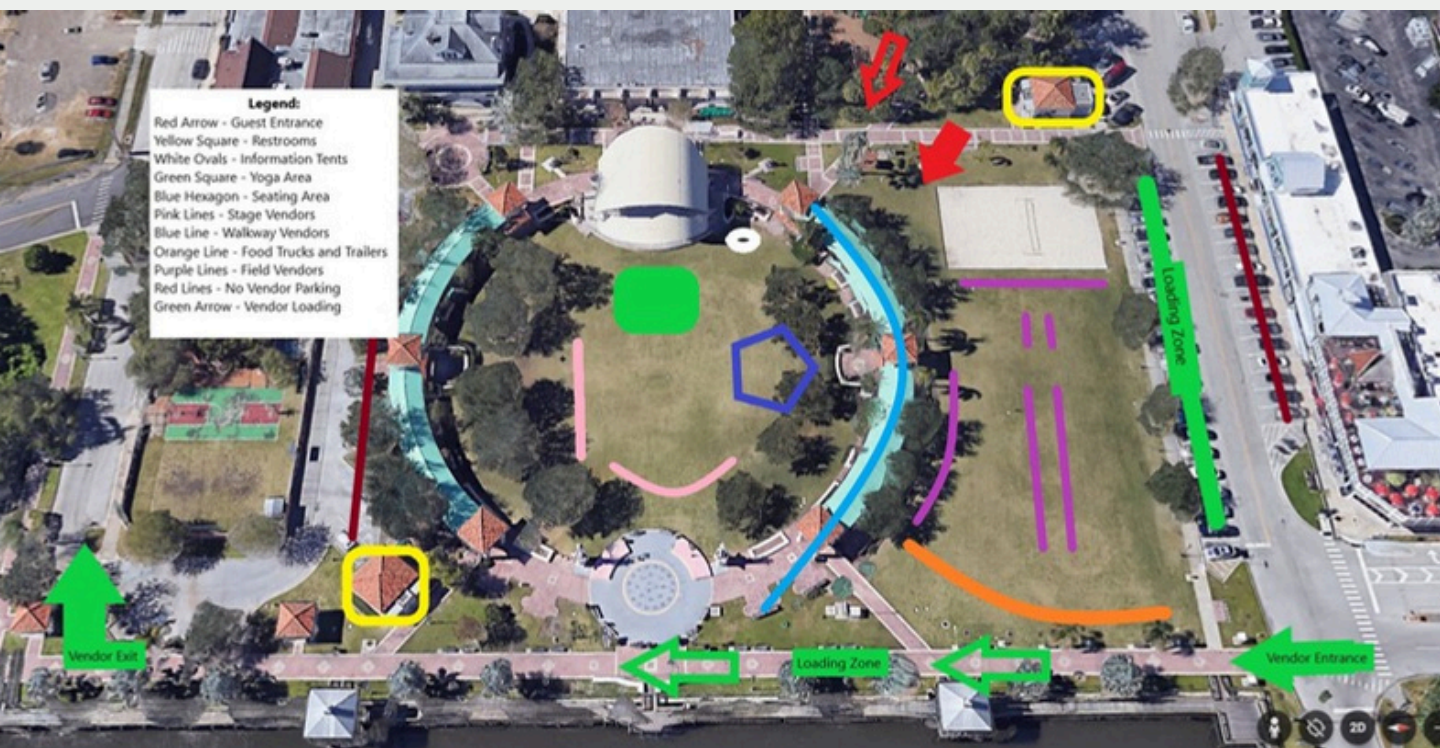 Legend:
Red Arrow - Guest Entrance
Yellow Square - Restrooms
White Ovals - Information Tents
Green Square - Yoga Area
Blue Hexagon - Seating Area
Pink Lines - Stage Vendors
Blue Line - Walkway Vendors
Orange Line - Food Trucks and Trailers
Purple Lines - Field Vendors
Red Lines - No Vendor Parking
Green Arrow - Vendor Loading
Loading Zone
Vendor Exit
Loading Zone
Vendor Entrance
2D